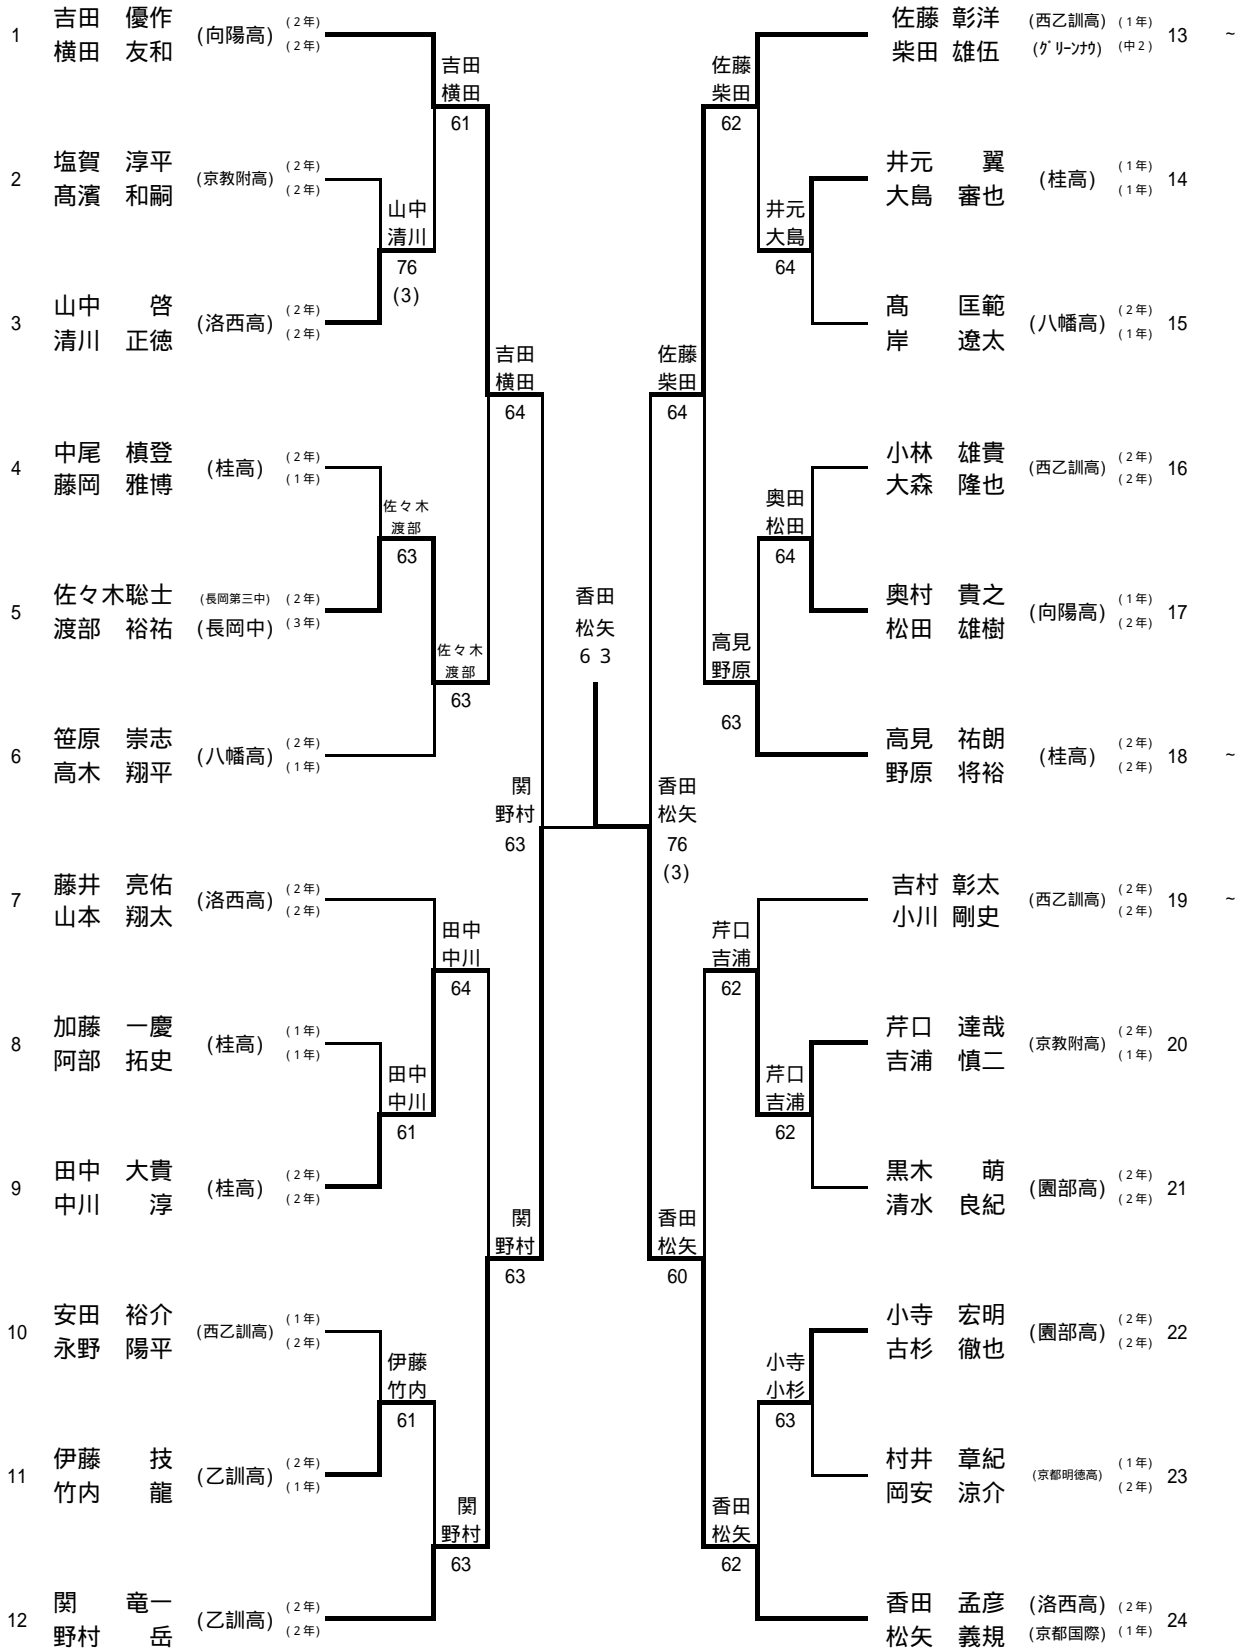 1 吉田 優作 (向陽高) (2年)
横田 友和 (2年)
2 塩賀 淳平 (京教附高) (2年)
髙濱 和嗣 (2年)
3 山中 啓 (洛西高) (2年)
清川 正徳 (2年)
4 中尾 槙登 (桂高) (2年)
藤岡 雅博 (1年)
5 佐々木聡士 (長岡第三中) (2年)
渡部 裕祐 (長岡中) (3年)
6 笹原 崇志 (八幡高) (2年)
高木 翔平 (1年)
7 藤井 亮佑 (洛西高) (2年)
山本 翔太 (2年)
8 加藤 一慶 (桂高) (1年)
阿部 拓史 (1年)
9 田中 大貴 (桂高) (2年)
中川 淳 (2年)
10 安田 裕介 (西乙訓高) (1年)
永野 陽平 (2年)
11 伊藤 技 (乙訓高) (2年)
竹内 龍 (1年)
12 関 竜一 (乙訓高) (2年)
野村 岳 (2年)
山中
清川
76
(3)
佐々木
渡部
63
田中
中川
61
伊藤
竹内
61
吉田
横田
61
佐々木
渡部
63
田中
中川
64
関
野村
63
吉田
横田
64
関
野村
63
関
野村
63
香田
松矢
6 3
香田
松矢
76
(3)
佐藤
柴田
64
香田
松矢
60
佐藤
柴田
62
高見
野原
63
芹口
吉浦
62
香田
松矢
62
井元
大島
64
奥田
松田
64
芹口
吉浦
62
小寺
小杉
63
佐藤 彰洋 (西乙訓高) (1年) 13 ~
柴田 雄伍 (グリーンナウ) (中2)
井元 翼 (桂高) (1年) 14
大島 審也 (1年)
髙 匡範 (八幡高) (2年) 15
岸 遼太 (1年)
小林 雄貴 (西乙訓高) (2年) 16
大森 隆也 (2年)
奥村 貴之 (向陽高) (1年) 17
松田 雄樹 (2年)
高見 祐朗 (桂高) (2年) 18 ~
野原 将裕 (2年)
吉村 彰太 (西乙訓高) (2年) 19 ~
小川 剛史 (2年)
芹口 達哉 (京教附高) (2年) 20
吉浦 慎二 (1年)
黒木 萌 (園部高) (2年) 21
清水 良紀 (2年)
小寺 宏明 (園部高) (2年) 22
古杉 徹也 (2年)
村井 章紀 (京都明徳高) (1年) 23
岡安 涼介 (2年)
香田 孟彦 (洛西高) (2年) 24
松矢 義規 (京都国際) (1年)